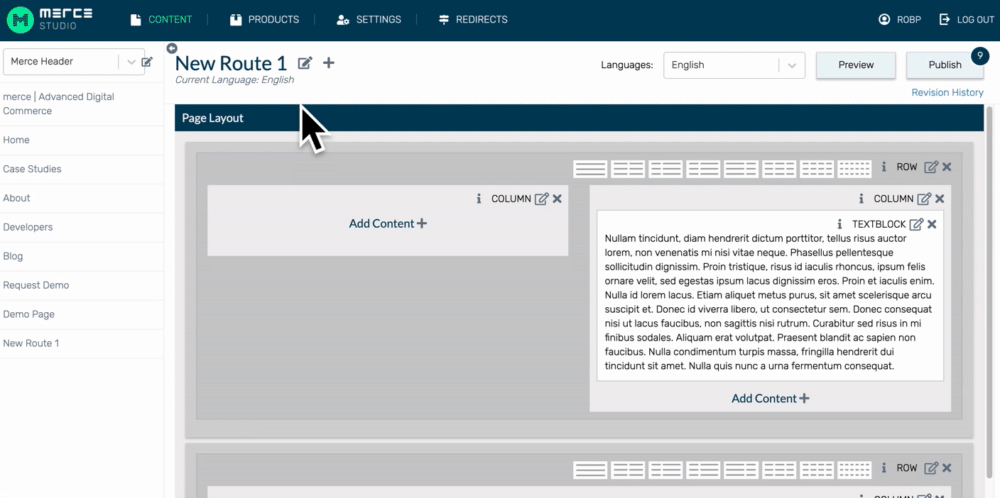 merce
STUDIO
CONTENT
PRODUCTS
SETTINGS
REDIRECTS
ROBP
LOG OUT
Merce Header
merce | Advanced Digital
Commerce
Home
Case Studies
About
Developers
Blog
Request Demo
Demo Page
New Route 1
New Route 1
Current Language: English
Languages:
English
Preview
Publish
9
Revision History
Page Layout
ROW
COLUMN
Add Content
COLUMN
TEXTBLOCK
Nullam tincidunt, diam hendrerit dictum porttitor, tellus risus auctor
lorem, non venenatis mi nisi vitae neque. Phasellus pellentesque
sollicitudin dignissim. Proin tristique, risus id iaculis rhoncus, ipsum felis
ornare velit, sed egestas ipsum lacus dignissim eros. Proin et iaculis enim.
Nulla id lorem lacus. Etiam aliquet metus purus, sit amet scelerisque arcu
suscipit et. Donec id viverra libero, ut consectetur sem. Donec consequat
nisi ut lacus faucibus, non sagittis nisi rutrum. Curabitur sed risus in mi
finibus sodales. Aliquam erat volutpat. Praesent blandit ac sapien non
faucibus. Nulla condimentum turpis massa, fringilla hendrerit dui
tincidunt sit amet. Nulla quis nunc a urna fermentum consequat.
Add Content
ROW
COLUMN